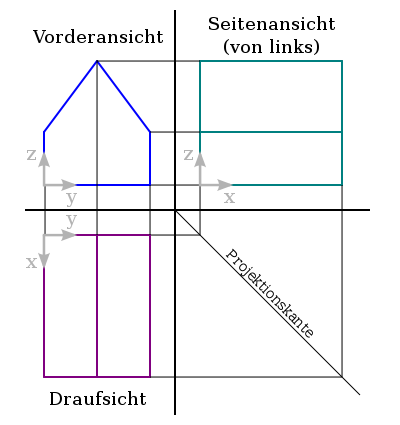 Vorderansicht
Seitenansicht
(von links)
z
y
z
x
y
x
Projektionskante
Draufsicht